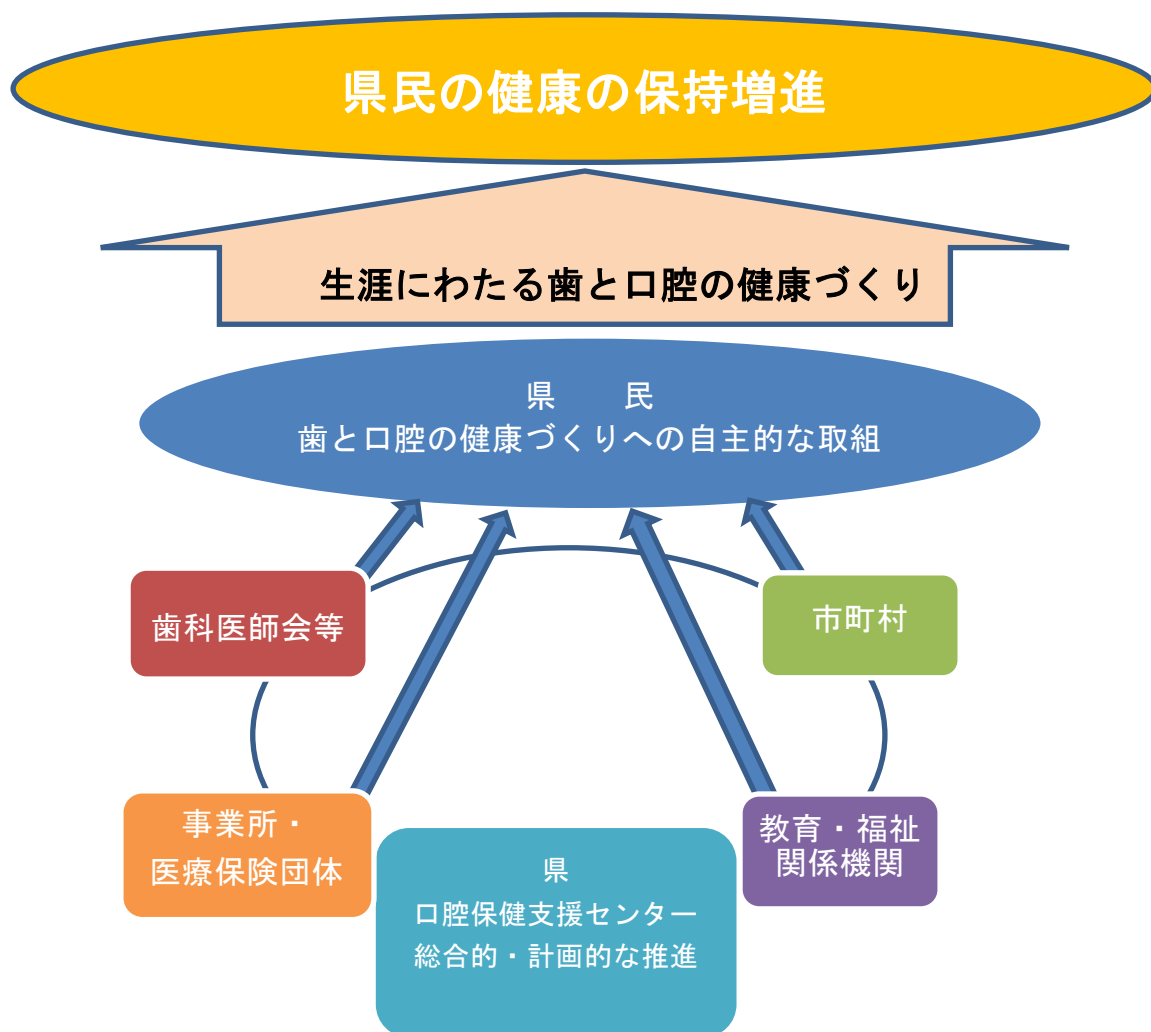 県民の健康の保持増進
生涯にわたる歯と口腔の健康づくり
県　　民
歯と口腔の健康づくりへの自主的な取組
歯科医師会等
市町村
事業所・
医療保険団体
教育・福祉
関係機関
県
口腔保健支援センター
総合的・計画的な推進